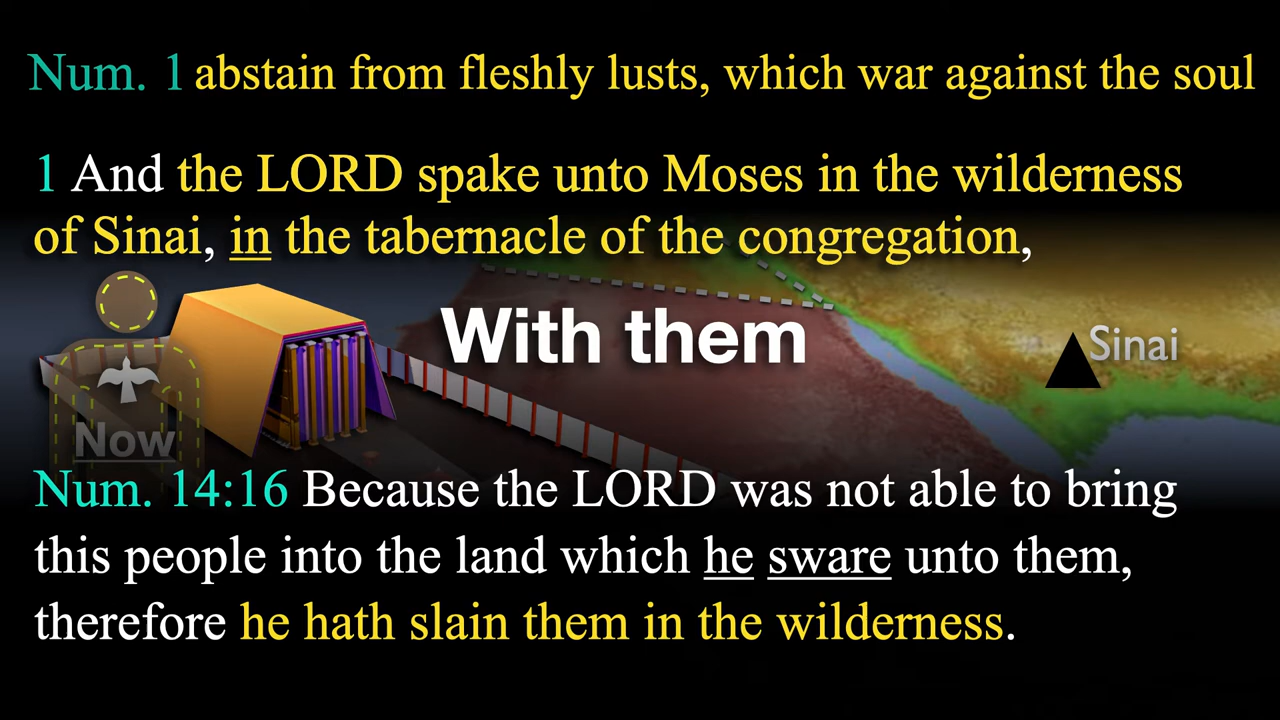 Num. 1 abstain from fleshly lusts, which war against the soul
1 And the LORD spake unto Moses in the wilderness
of Sinai, in the tabernacle of the congregation,
With them
Sinai
Now
Num. 14:16 Because the LORD was not able to bring
this people into the land which he sware unto them,
therefore he hath slain them in the wilderness.